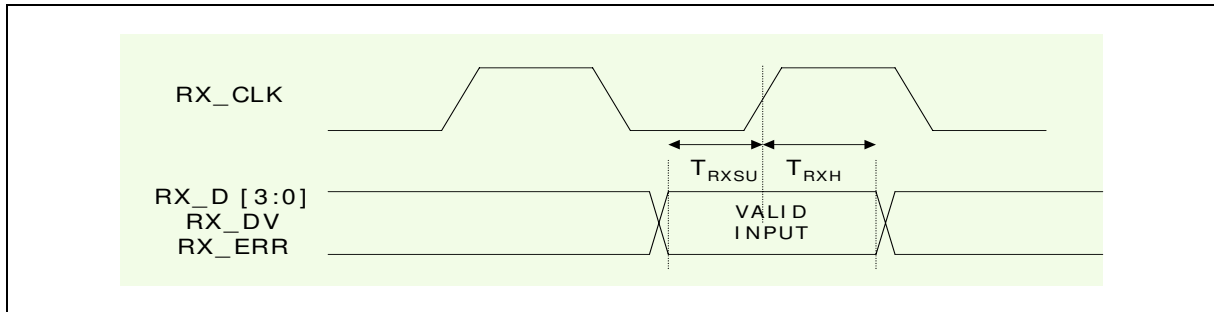 RX_CLK
T_RXSU T_RXH
RX_D [3:0]
RX_DV
RX_ERR
VALID
INPUT